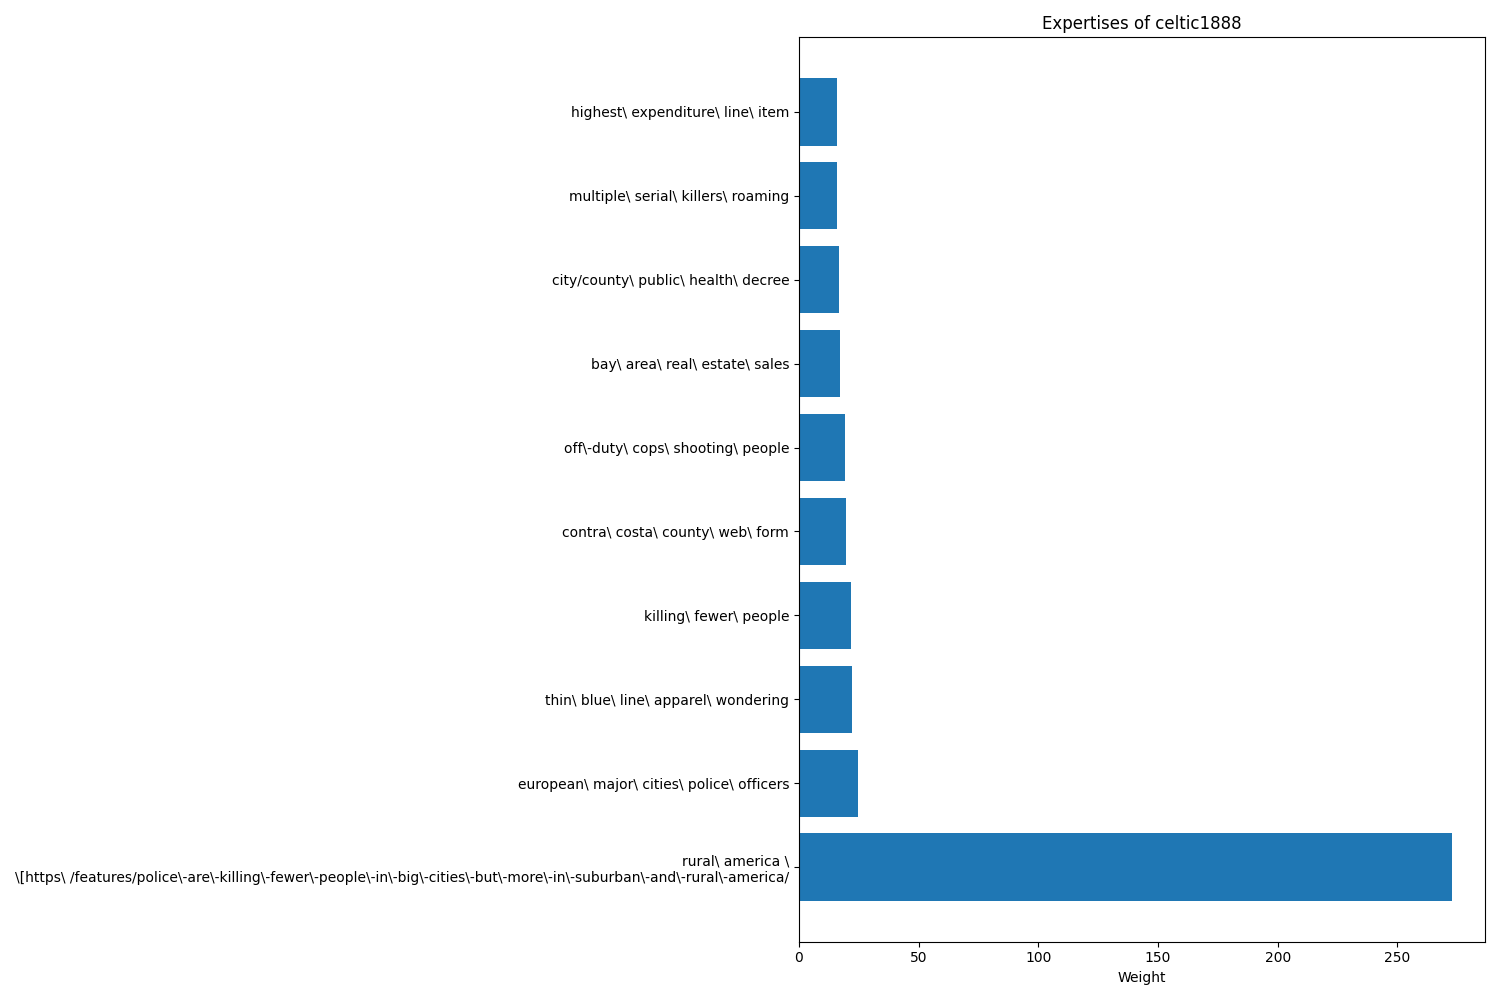 Expertises of celtic1888
highest\ expenditure\ line\ item
multiple\ serial\ killers\ roaming
city/county\ public\ health\ decree
bay\ area\ real\ estate\ sales
off\-duty\ cops\ shooting\ people
contra\ costa\ county\ web\ form
killing\ fewer\ people
thin\ blue\ line\ apparel\ wondering
european\ major\ cities\ police\ officers
rural\ america \
\[https\ /features/police\-are\-killing\-fewer\-people\-in\-big\-cities\-but\-more\-in\-suburban\-and\-rural\-america/
0 50 100 150 200 250
Weight